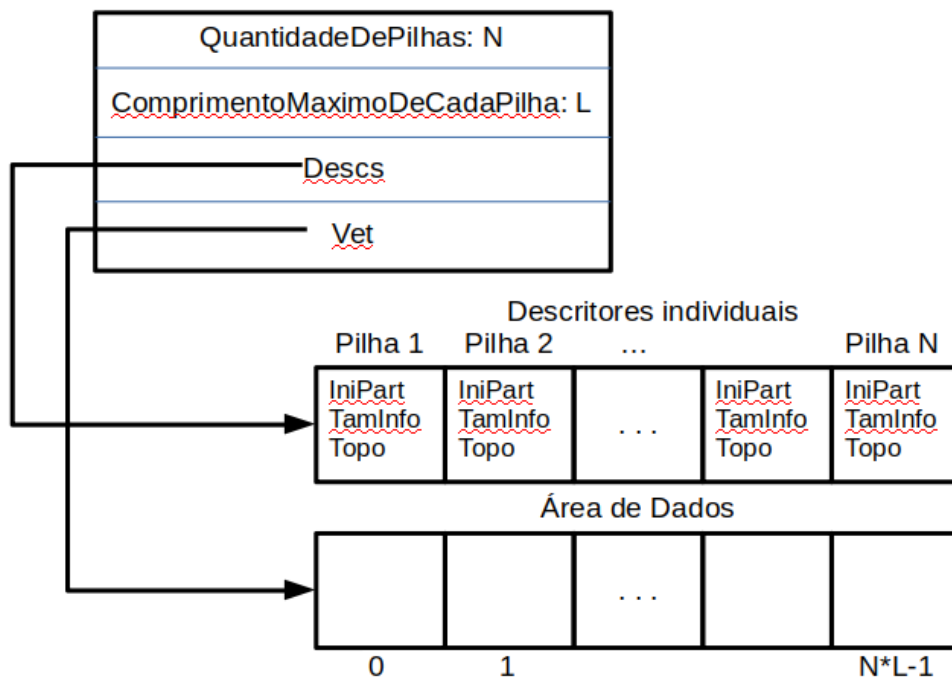 QuantidadeDePilhas: N
ComprimentoMaximoDeCadaPilha: L
Descs
Vet
Descritores individuais
Pilha 1 Pilha 2 ... Pilha N
IniPart IniPart IniPart IniPart
TamInfo TamInfo . . . TamInfo TamInfo
Topo Topo Topo Topo
Área de Dados
. . .
0 1 N*L-1